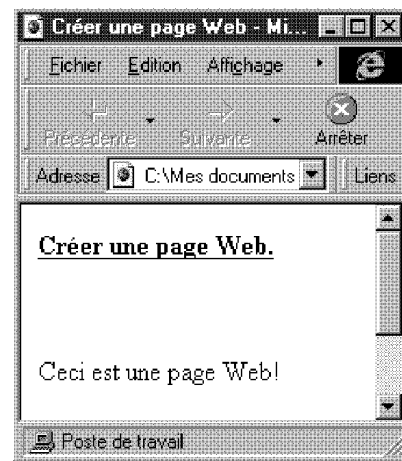 Créer une page Web - Mi...
Fichier Edition Affichage
Précédente Suivante Arrêter
Adresse C:\Mes documents Liens
Créer une page Web.
Ceci est une page Web!
Poste de travail